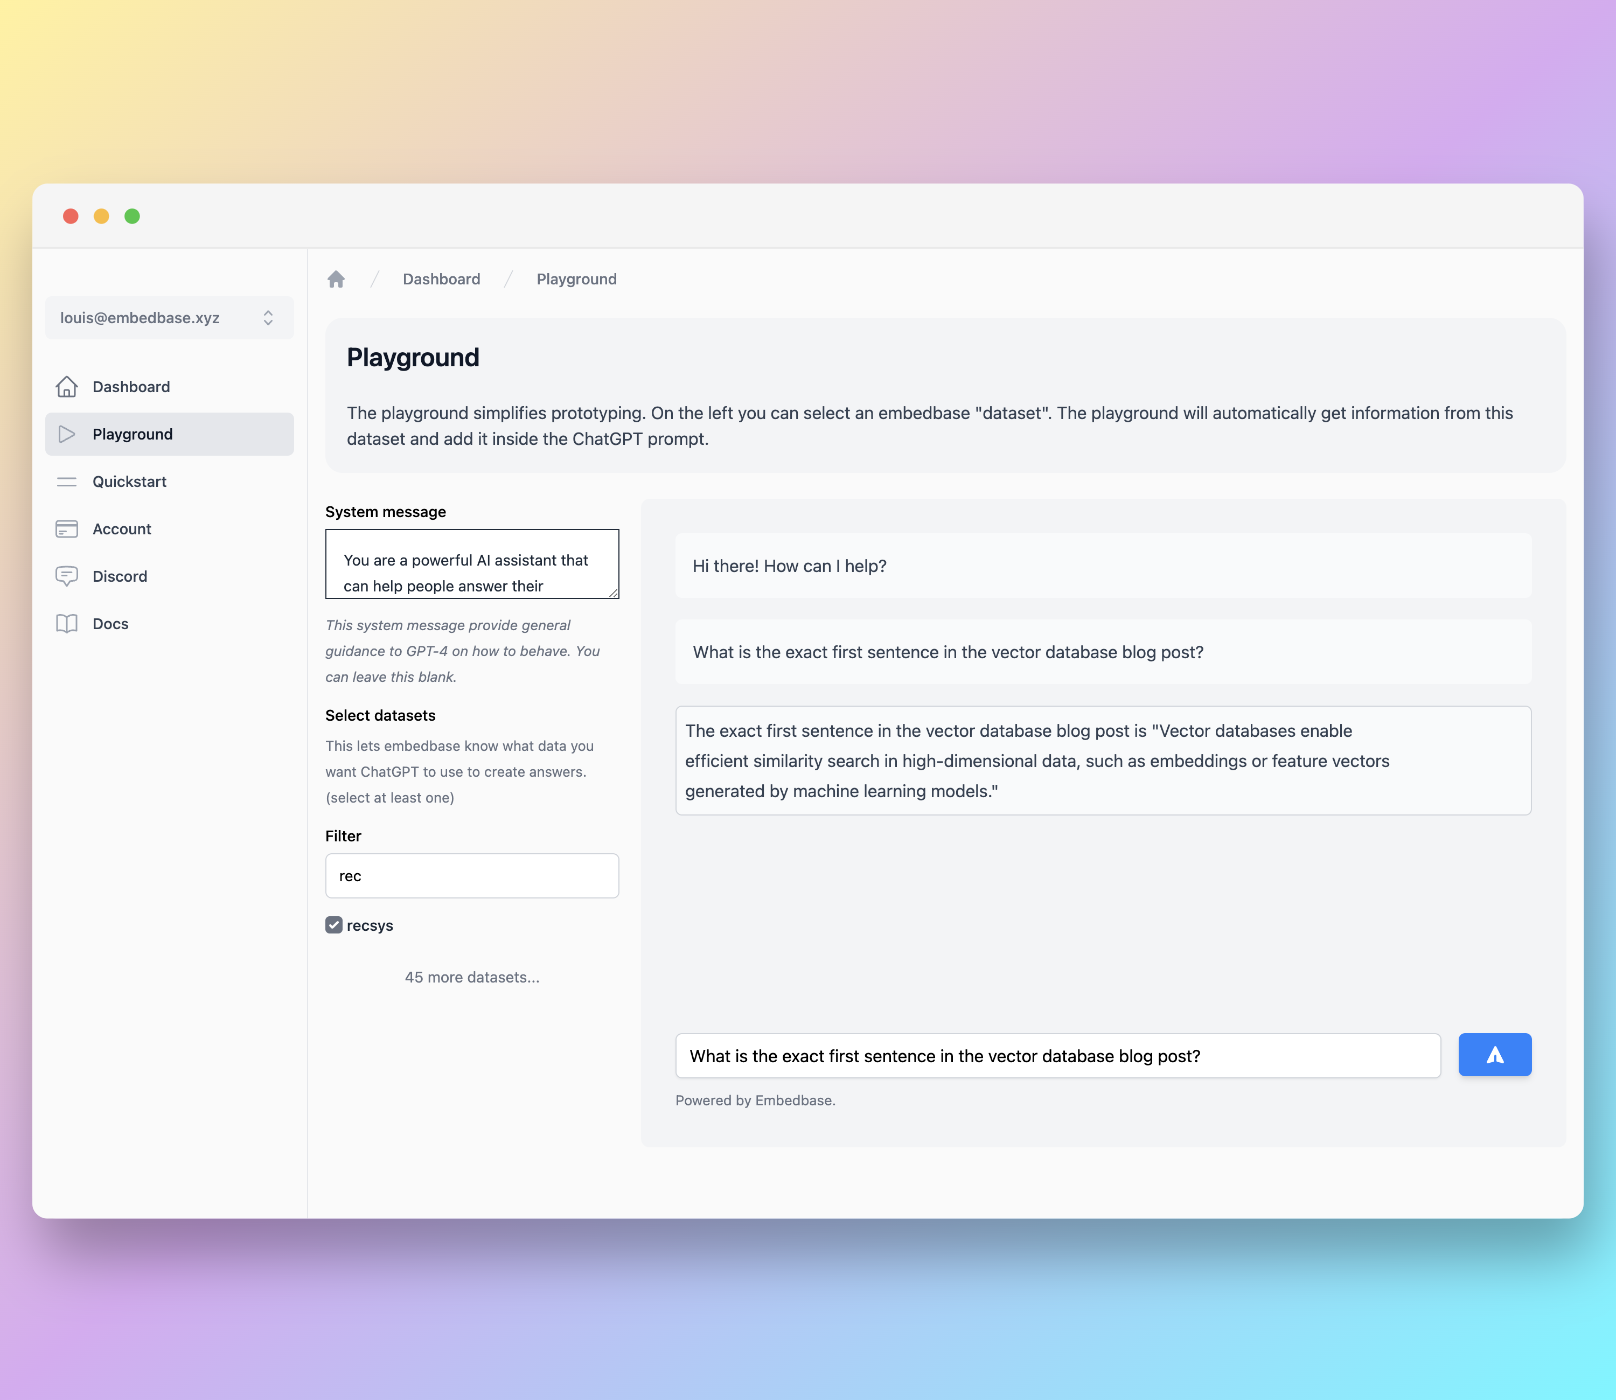 louis@embedbase.xyz
Dashboard
Playground
Quickstart
Account
Discord
Docs
Dashboard
Playground
Playground
The playground simplifies prototyping. On the left you can select an embedbase "dataset". The playground will automatically get information from this
dataset and add it inside the ChatGPT prompt.
System message
You are a powerful AI assistant that
can help people answer their
This system message provide general
guidance to GPT-4 on how to behave. You
can leave this blank.
Select datasets
This lets embedbase know what data you
want ChatGPT to use to create answers.
(select at least one)
Filter
rec
recsys
45 more datasets...
Hi there! How can I help?
What is the exact first sentence in the vector database blog post?
The exact first sentence in the vector database blog post is "Vector databases enable
efficient similarity search in high-dimensional data, such as embeddings or feature vectors
generated by machine learning models."
What is the exact first sentence in the vector database blog post?
Powered by Embedbase.